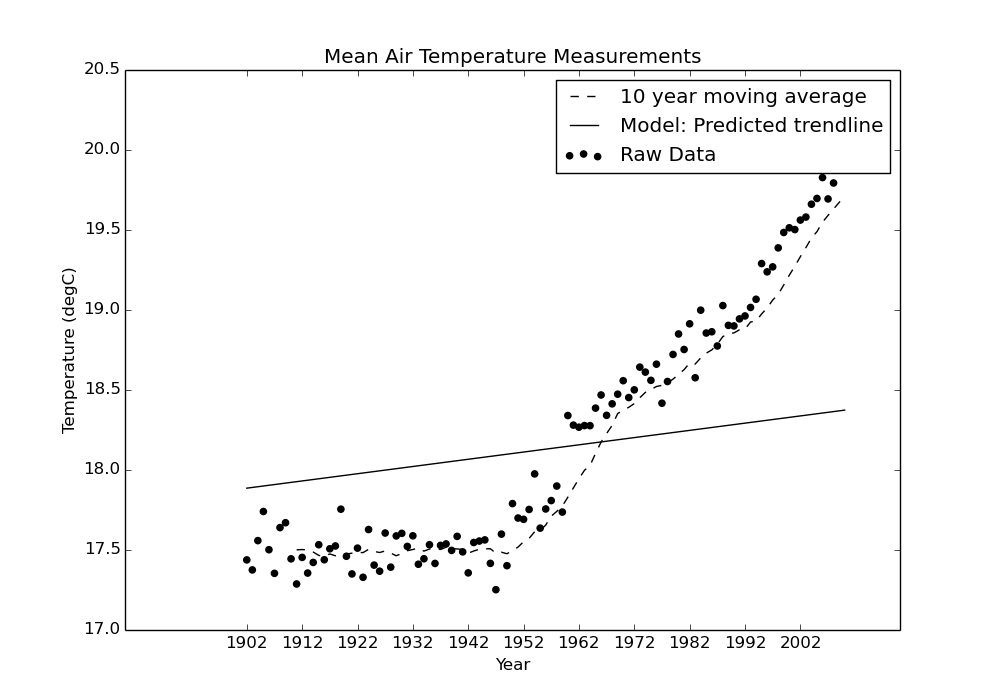 Mean Air Temperature Measurements
20.5
20.0
19.5
19.0
18.5
18.0
17.5
17.0
Temperature (degC)
10 year moving average
Model: Predicted trendline
Raw Data
1902 1912 1922 1932 1942 1952 1962 1972 1982 1992 2002
Year